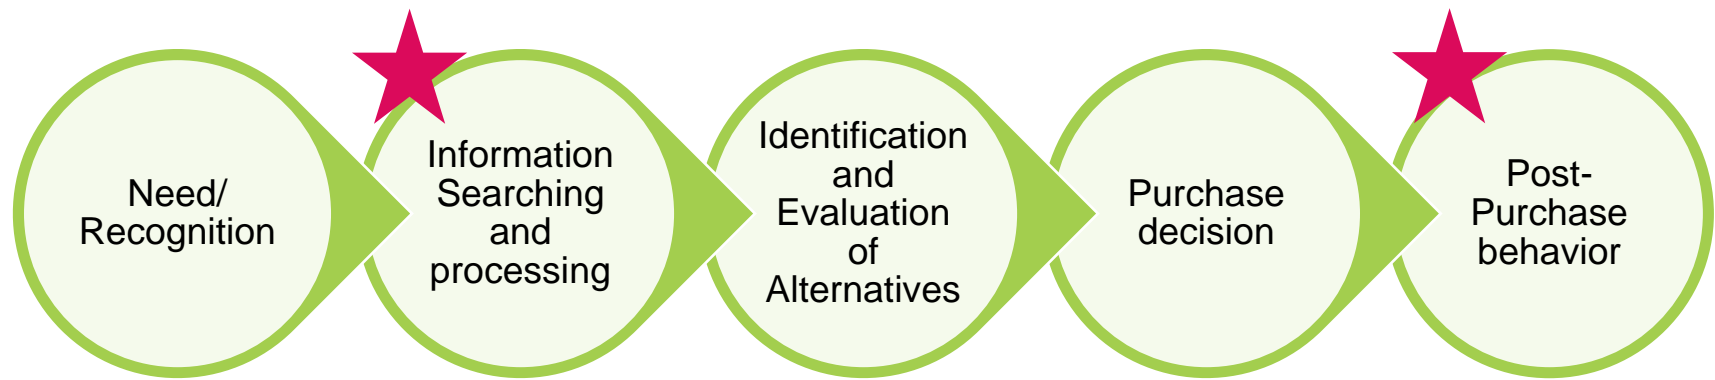 Need/
Recognition
Information
Searching
and
processing
Identification
and
Evaluation
of
Alternatives
Purchase
decision
Post-
Purchase
behavior